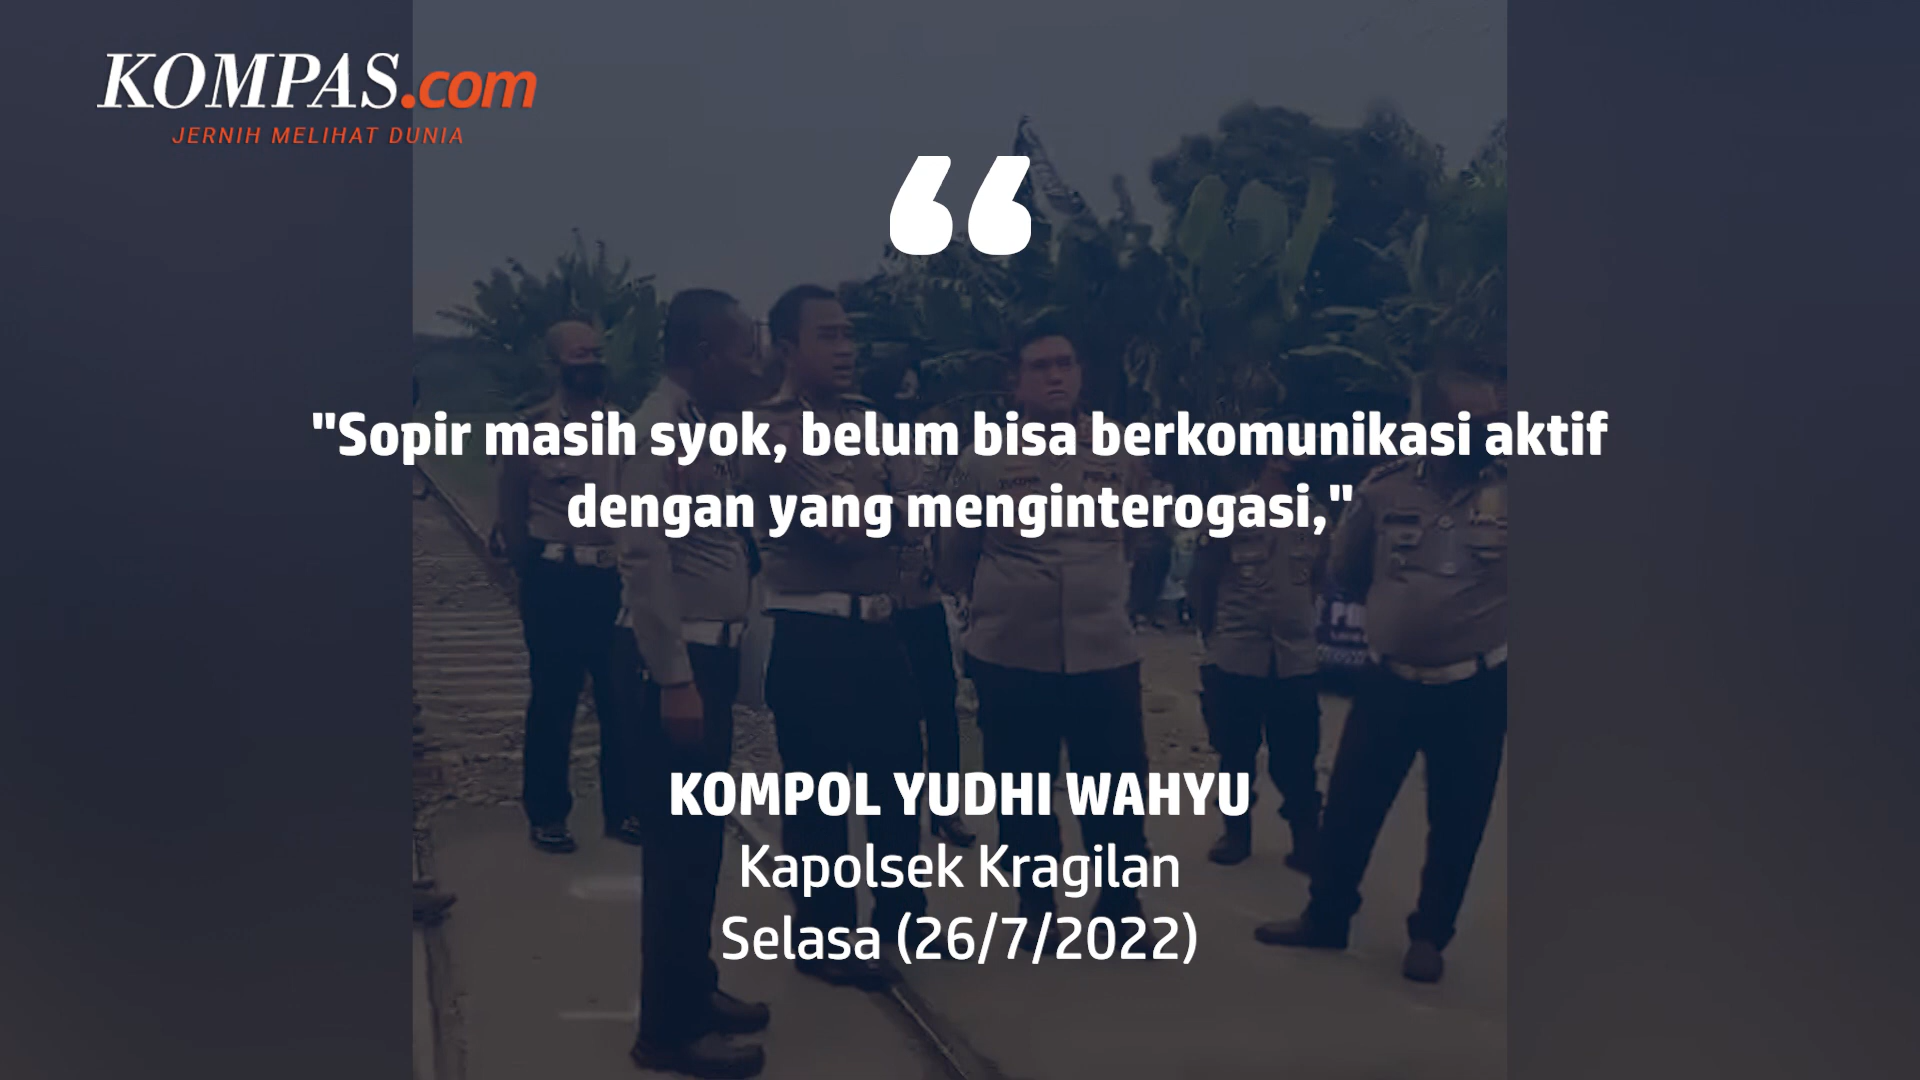 KOMPAS.com
JERNIH MELIHAT DUNIA
"Sopir masih syok, belum bisa berkomunikasi aktif
dengan yang menginterogasi,"
KOMPOL YUDHI WAHYU
Kapolsek Kragilan
Selasa (26/7/2022)